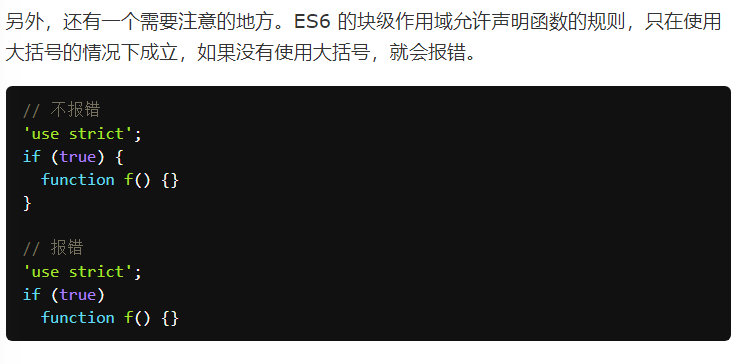 另外，还有一个需要注意的地方。ES6 的块级作用域允许声明函数的规则，只在使用
大括号的情况下成立，如果没有使用大括号，就会报错。
// 不报错
'use strict';
if (true) {
  function f() {}
}
// 报错
'use strict';
if (true)
  function f() {}